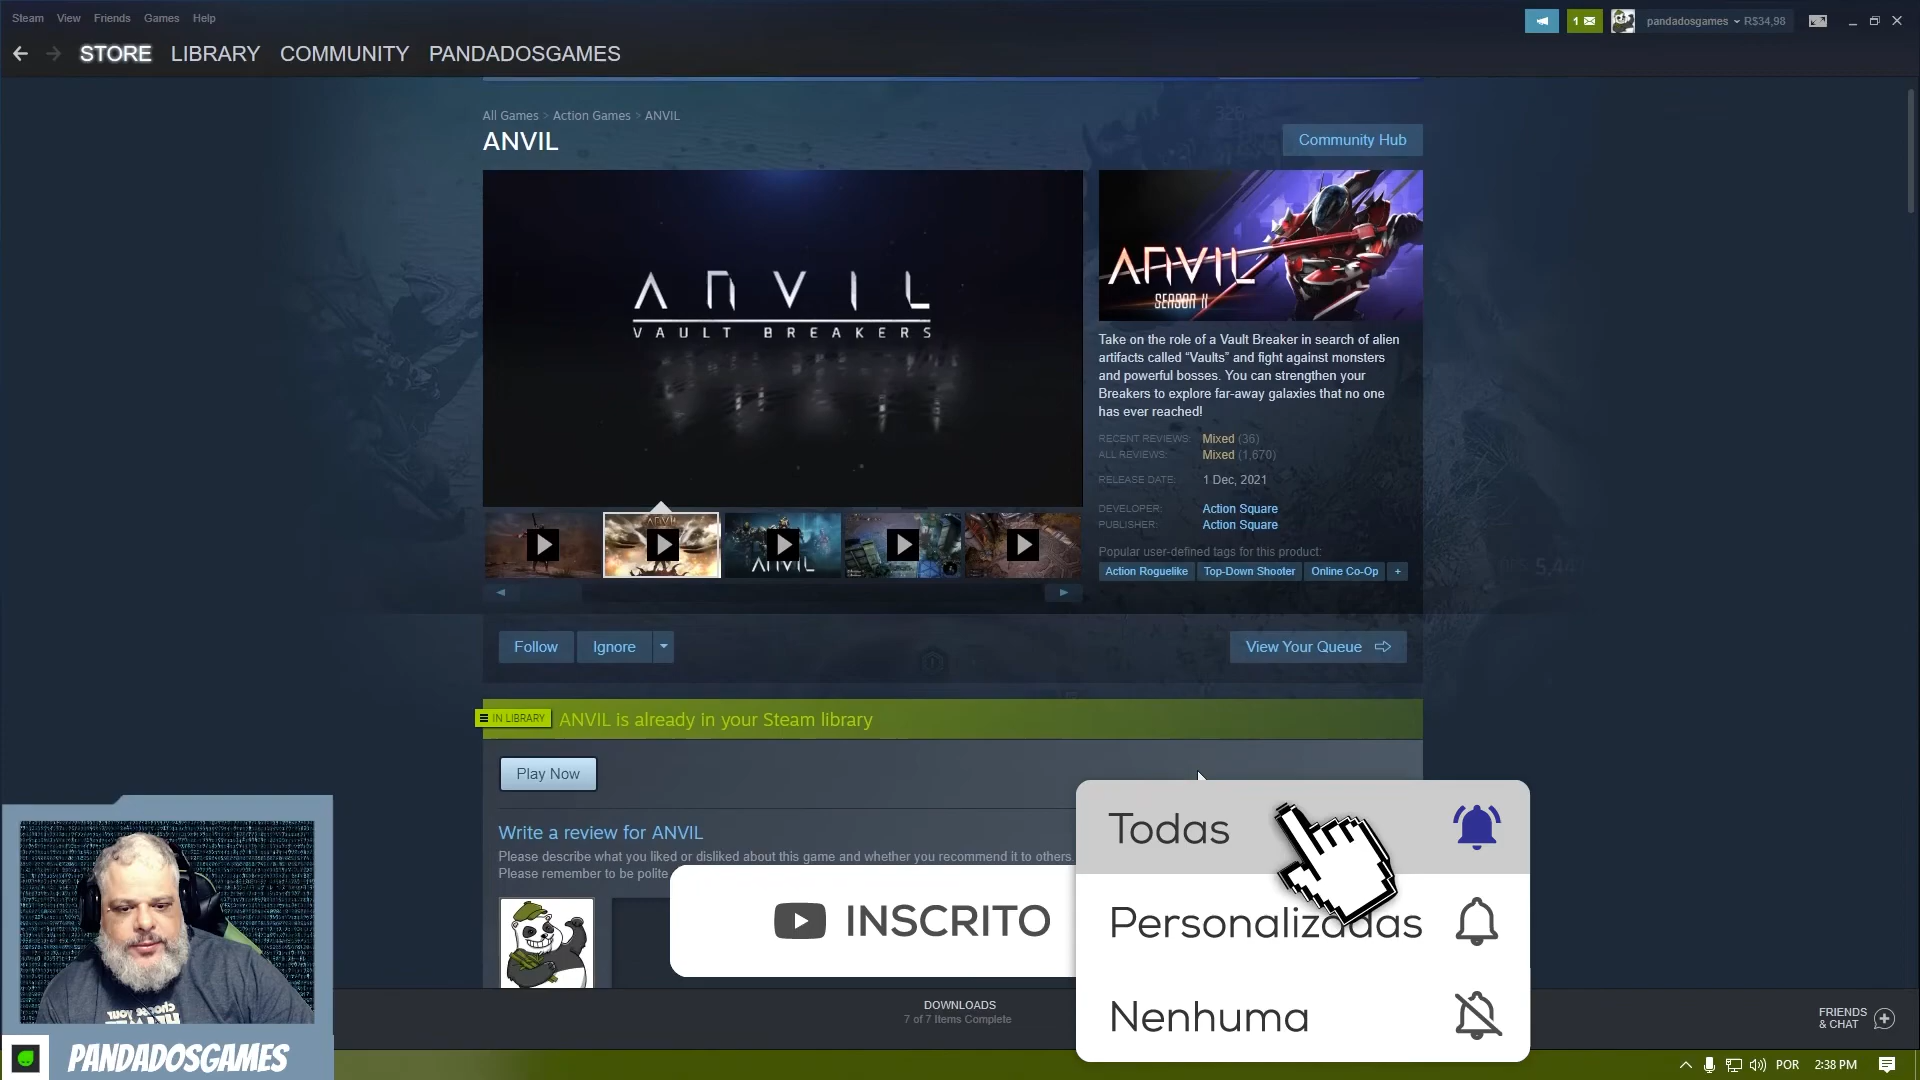 Steam View Friends Games Help
1
pandadosgames R$34,98
STORE LIBRARY COMMUNITY PANDADOSGAMES
All Games > Action Games > ANVIL
ANVIL
Community Hub
ANVIL
VAULT BREAKERS
ANVIL
SEASON II
Take on the role of a Vault Breaker in search of alien
artifacts called “Vaults” and fight against monsters
and powerful bosses. You can strengthen your
Breakers to explore far-away galaxies that no one
has ever reached!
RECENT REVIEWS: Mixed (36)
ALL REVIEWS: Mixed (1,670)
RELEASE DATE: 1 Dec, 2021
DEVELOPER: Action Square
PUBLISHER: Action Square
Popular user-defined tags for this product:
Action Roguelike Top-Down Shooter Online Co-Op +
ANVIL
ANVIL
Follow Ignore View Your Queue
IN LIBRARY ANVIL is already in your Steam library
Play Now
Write a review for ANVIL
Please describe what you liked or disliked about this game and whether you recommend it to others.
Please remember to be polite
INSCRITO
Todas
Personalizadas
Nenhuma
DOWNLOADS
7 of 7 Items Complete
FRIENDS
& CHAT
PANDADOSGAMES
POR 2:38 PM